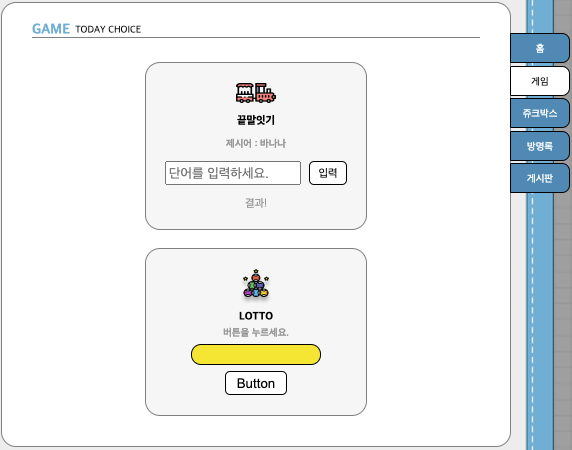 GAME TODAY CHOICE
끝말잇기
제시어 : 바나나
단어를 입력하세요. 입력
결과!
LOTTO
버튼을 누르세요.
Button
홈
게임
쥬크박스
방명록
게시판